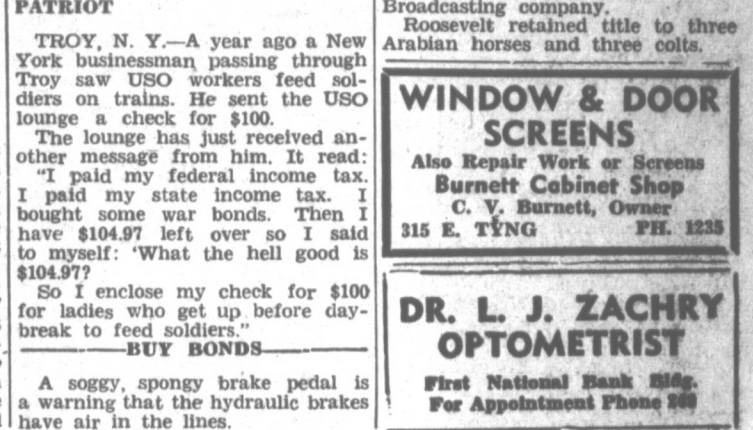 PATRIOT
TROY, N. Y.—A year ago a New
York businessman passing through
Troy saw USO workers feed sol-
diers on trains. He sent the USO
lounge a check for $100.
The lounge has just received an-
other message from him. It read:
"I paid my federal income tax.
I paid my state income tax. I
bought some war bonds. Then I
have $104.97 left over so I said
to myself: 'What the hell good is
$104.97?
So I enclose my check for $100
for ladies who get up before day-
break to feed soldiers."
BUY BONDS
A soggy, spongy brake pedal is
a warning that the hydraulic brakes
have air in the lines.
Broadcasting company.
Roosevelt retained title to three
Arabian horses and three colts.
WINDOW & DOOR
SCREENS
Also Repair Work or Screens
Burnett Cabinet Shop
C. V. Burnett, Owner
315 E. TYNG PH. 1235
DR. L. J. ZACHRY
OPTOMETRIST
First National Bank Bldg.
For Appointment Phone